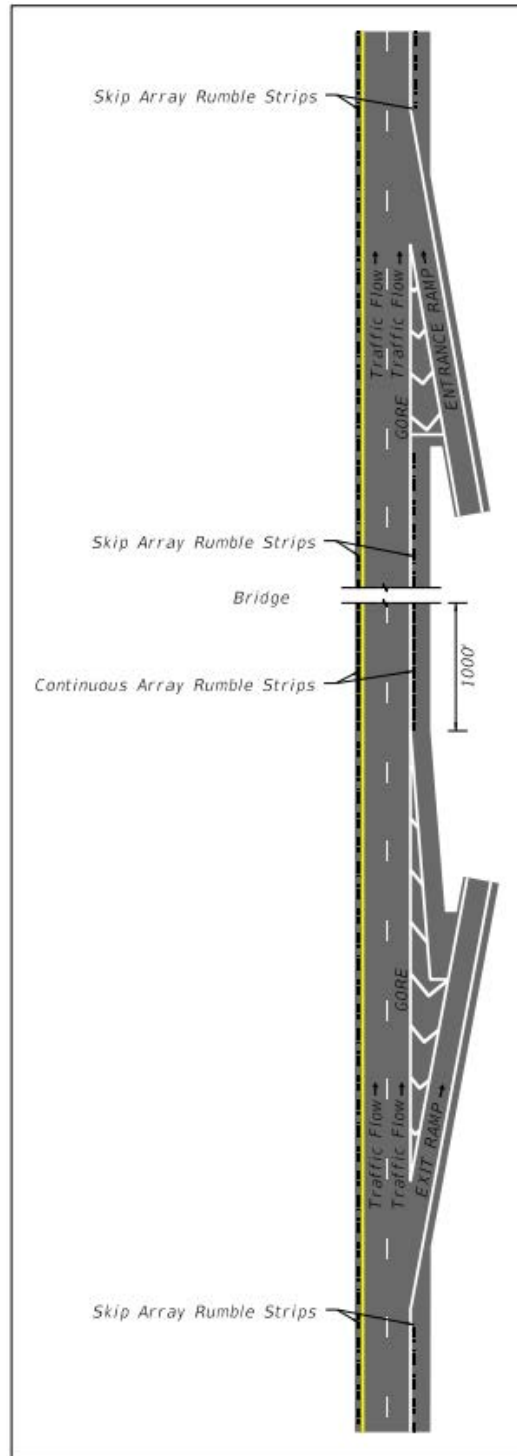 Skip Array Rumble Strips
Traffic Flow →
Traffic Flow →
ENTRANCE RAMP →
GORE
Skip Array Rumble Strips
Bridge
1000'
Continuous Array Rumble Strips
GORE
Traffic Flow →
Traffic Flow →
EXIT RAMP →
Skip Array Rumble Strips